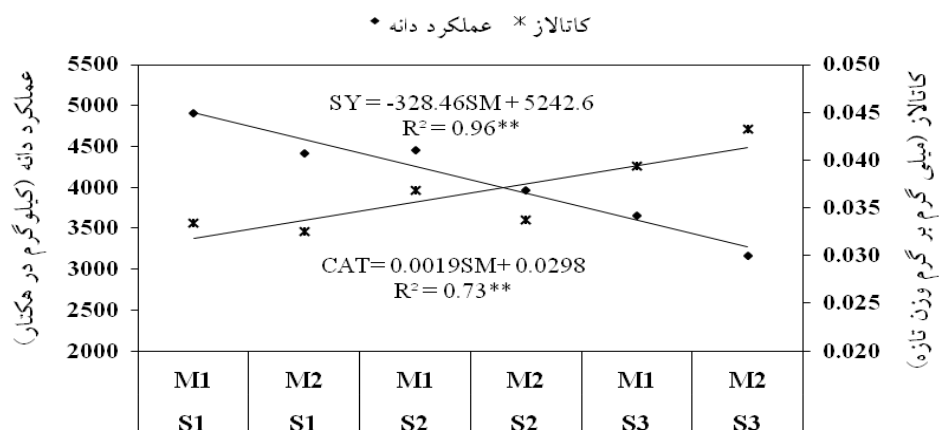 عملکرد دانه کاتالاز
عملکرد دانه (کیلوگرم در هکتار)
5500
5000
4500
4000
3500
3000
2500
2000
SY = -328.46SM + 5242.6
R² = 0.96**
CAT= 0.0019SM+ 0.0298
R² = 0.73**
0.050
0.045
0.040
0.035
0.030
0.025
0.020
کاتالاز (میلی گرم بر گرم وزن تازه)
M1 M2 M1 M2 M1 M2
S1 S1 S2 S2 S3 S3